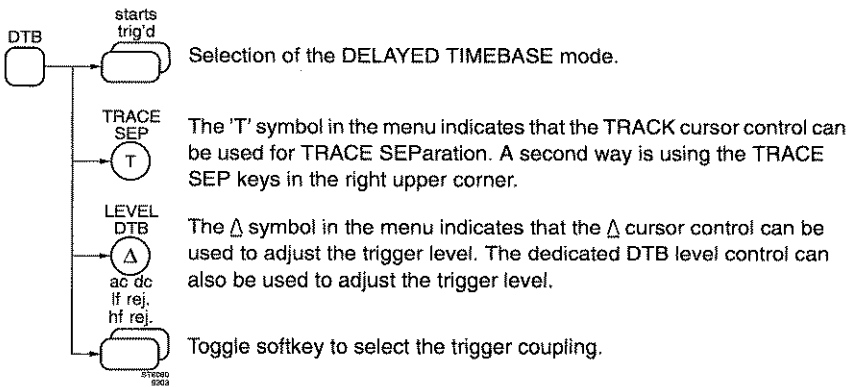 DTB
starts
trig'd
Selection of the DELAYED TIMEBASE mode.
TRACE
SEP
T
The 'T' symbol in the menu indicates that the TRACK cursor control can
be used for TRACE SEParation. A second way is using the TRACE
SEP keys in the right upper corner.
LEVEL
DTB
Δ
ac dc
lf rej.
hf rej.
The Δ symbol in the menu indicates that the Δ cursor control can be
used to adjust the trigger level. The dedicated DTB level control can
also be used to adjust the trigger level.
Toggle softkey to select the trigger coupling.
9303